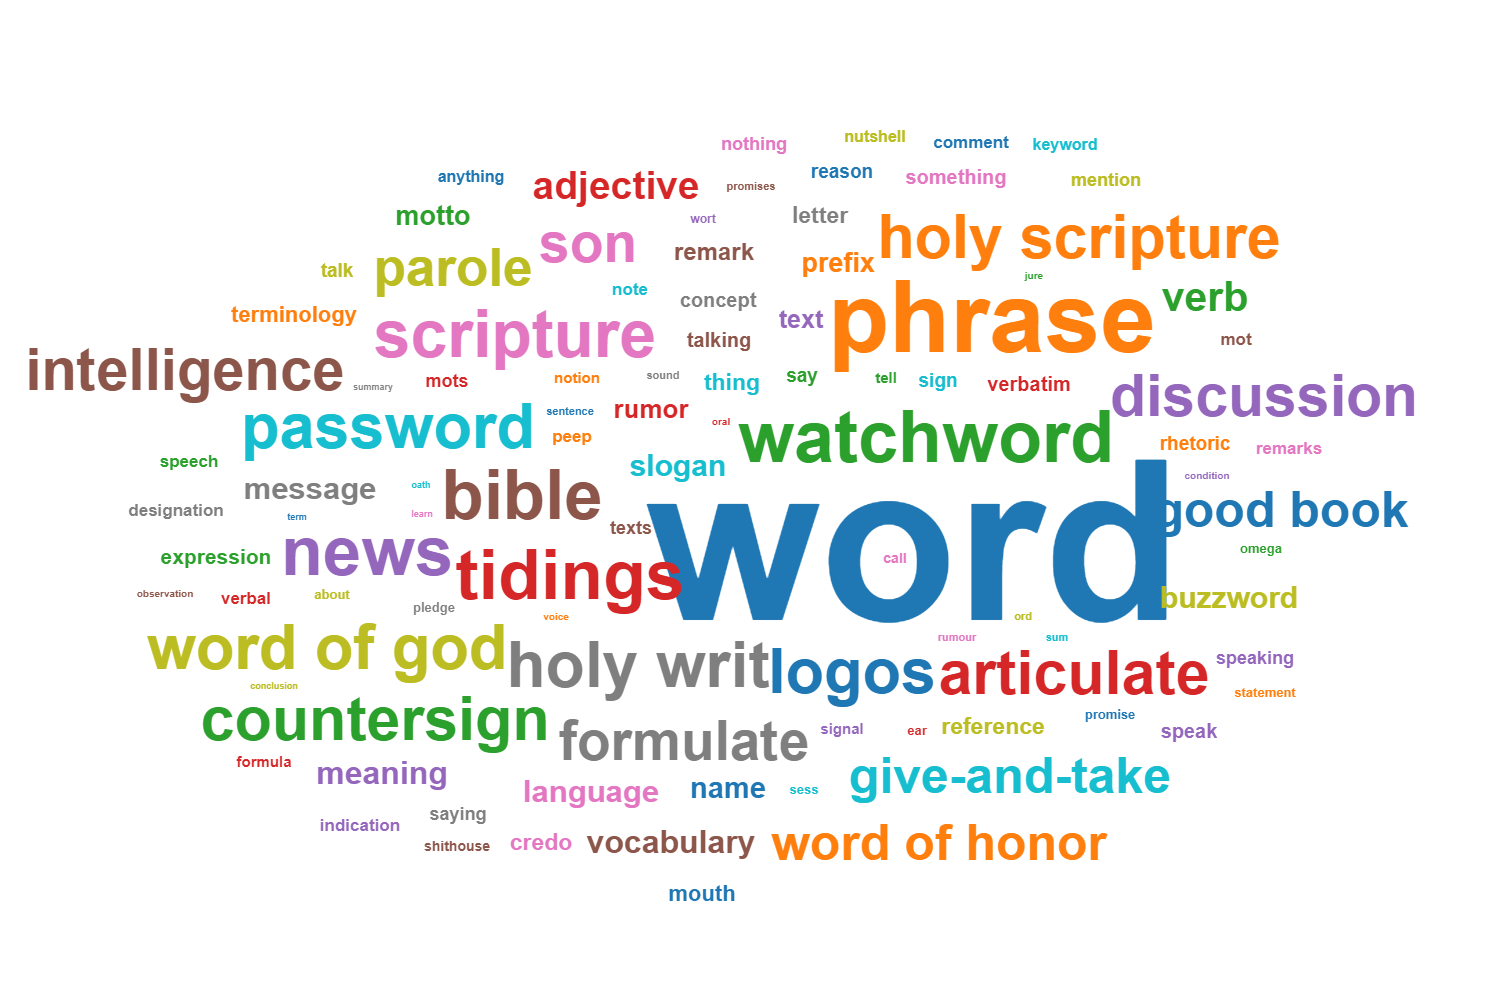 nothing
nutshell
comment
keyword
anything
adjective
promises
reason
something
mention
motto
wort
letter
son
remark
holy scripture
talk
parole
prefix
jure
note
concept
verb
terminology
scripture
talking
text
phrase
mot
intelligence
summary
mots
notion
sound
thing
say
tell
sign
verbatim
discussion
password
sentence
peep
rumor
oral
watchword
rhetoric
remarks
speech
slogan
condition
message
oath
bible
word
good book
designation
term
learn
texts
expression
news
tidings
call
omega
observation
verbal
about
pledge
voice
ord
buzzword
rumour
sum
word of god
holy writ
logos
articulate
speaking
conclusion
statement
countersign
formulate
signal
ear
reference
promise
speak
formula
meaning
language
name
sess
give-and-take
indication
saying
shithouse
credo
vocabulary
word of honor
mouth